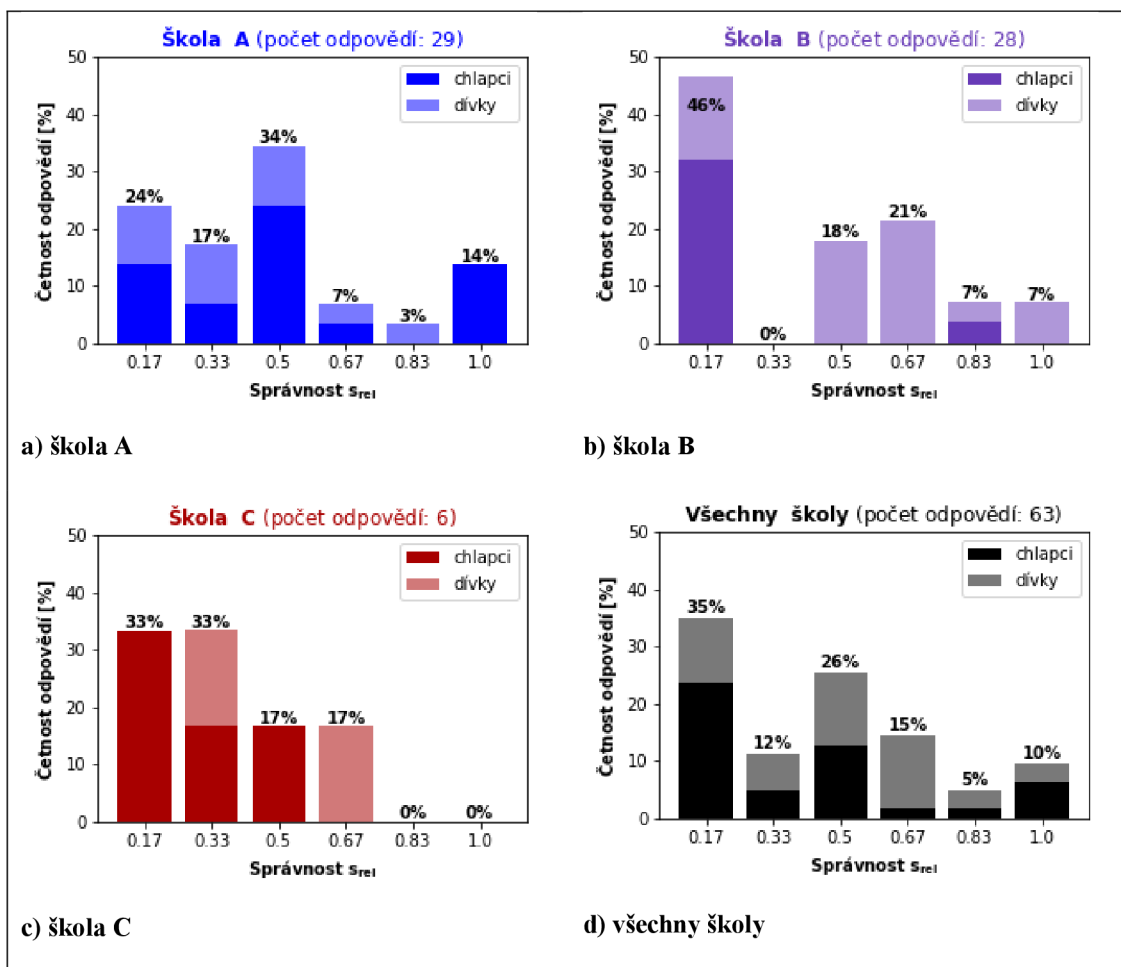 Škola A (počet odpovědí: 29)
chlapci
dívky
Četnost odpovědí [%]
50
40
30
20
10
0
24%
17%
34%
7%
3%
14%
0.17 0.33 0.5 0.67 0.83 1.0
Správnost s_rel
a) škola A
Škola B (počet odpovědí: 28)
chlapci
dívky
Četnost odpovědí [%]
50
40
30
20
10
0
46%
0%
18%
21%
7%
7%
0.17 0.33 0.5 0.67 0.83 1.0
Správnost s_rel
b) škola B
Škola C (počet odpovědí: 6)
chlapci
dívky
Četnost odpovědí [%]
50
40
30
20
10
0
33%
33%
17%
17%
0%
0%
0.17 0.33 0.5 0.67 0.83 1.0
Správnost s_rel
c) škola C
Všechny školy (počet odpovědí: 63)
chlapci
dívky
Četnost odpovědí [%]
50
40
30
20
10
0
35%
12%
26%
15%
5%
10%
0.17 0.33 0.5 0.67 0.83 1.0
Správnost s_rel
d) všechny školy